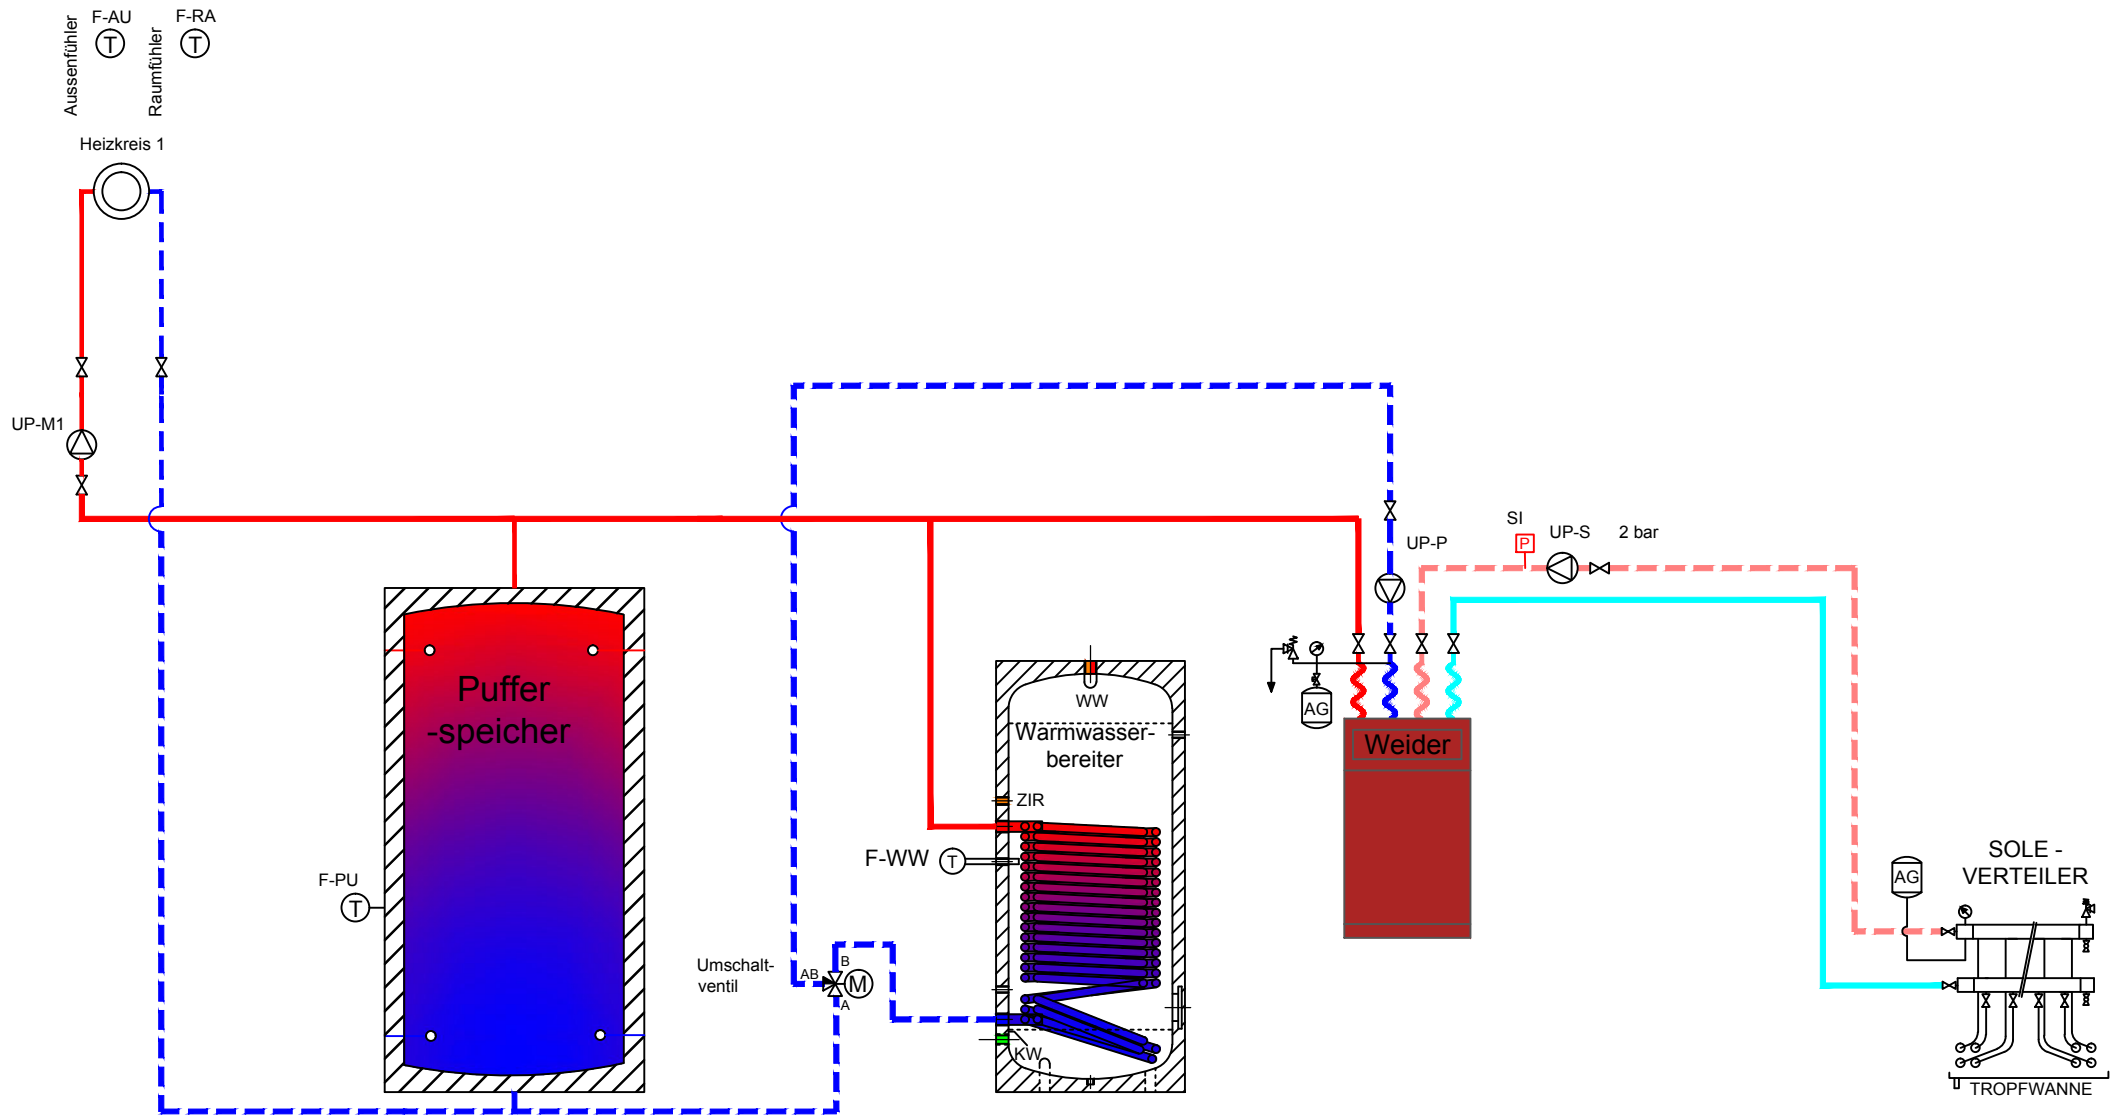 F-AU
F-RA
Aussenfühler
T
Raumfühler
T
Heizkreis 1
UP-M1
SI
UP-S
2 bar
P
UP-P
Puffer
-speicher
WW
AG
Weider
Warmwasser-
bereiter
ZIR
F-WW
T
SOLE -
VERTEILER
AG
F-PU
T
Umschalt-
ventil
AB
B
M
A
KW
TROPFWANNE